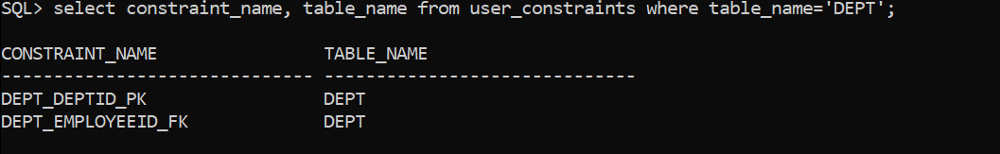 SQL> select constraint_name, table_name from user_constraints where table_name='DEPT';
CONSTRAINT_NAME                TABLE_NAME
------------------------------ ------------------------------
DEPT_DEPTID_PK                 DEPT
DEPT_EMPLOYEEID_FK             DEPT